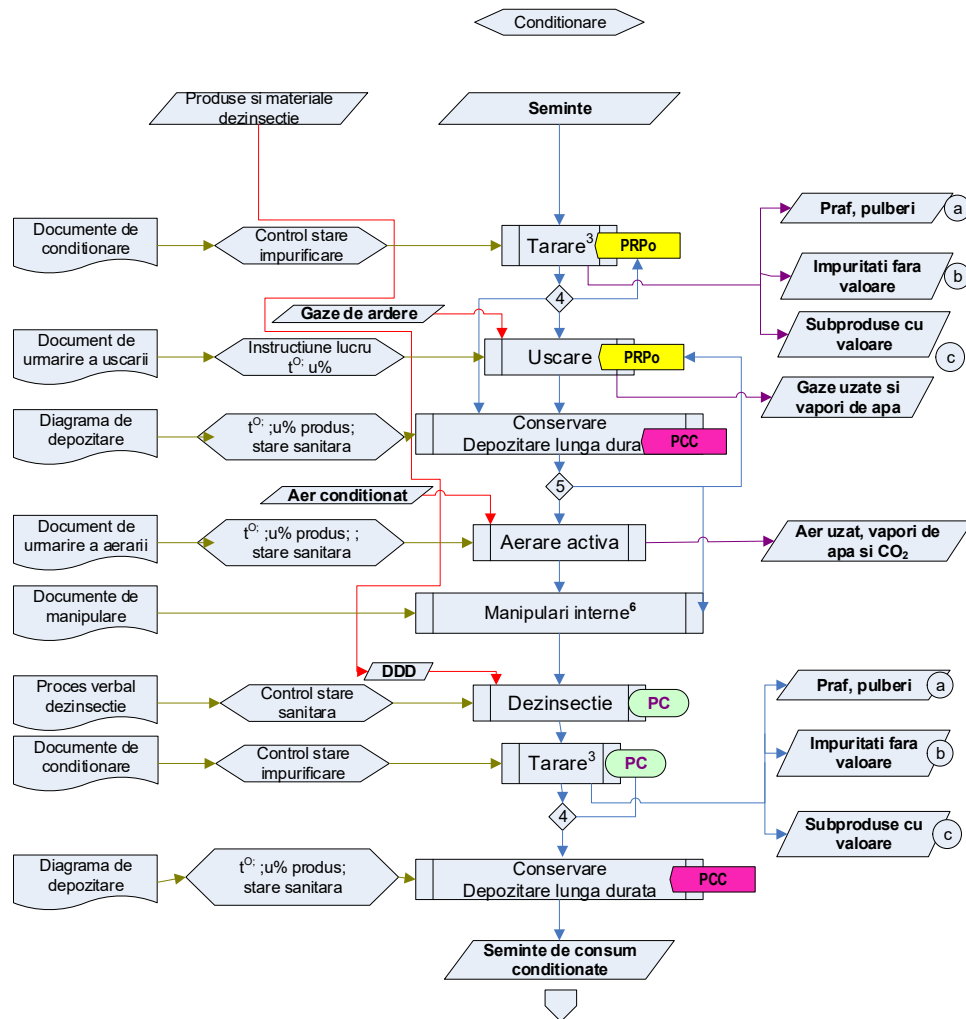 Conditionare
Produse si materiale
dezinsectie
Seminte
Documente de
conditionare
Control stare
impurificare
Tarare³
PRPo
Praf, pulberi
a
Impuritati fara
valoare
b
Subproduse cu
valoare
c
4
Gaze de ardere
Document de
urmarire a uscarii
Instructiune lucru
t^O; u%
Uscare
PRPo
Gaze uzate si
vapori de apa
Diagrama de
depozitare
t^O; ;u% produs;
stare sanitara
Conservare
Depozitare lunga dura
PCC
5
Aer conditionat
Document de
urmarire a aerarii
t^O; ;u% produs; ;
stare sanitara
Aerare activa
Aer uzat, vapori de
apa si CO₂
Documente de
manipulare
Manipulari interne⁶
DDD
Proces verbal
dezinsectie
Control stare
sanitara
Dezinsectie
PC
Praf, pulberi
a
Documente de
conditionare
Control stare
impurificare
Tarare³
PC
Impuritati fara
valoare
b
4
Subproduse cu
valoare
c
Diagrama de
depozitare
t^O; ;u% produs;
stare sanitara
Conservare
Depozitare lunga durata
PCC
Seminte de consum
conditionate